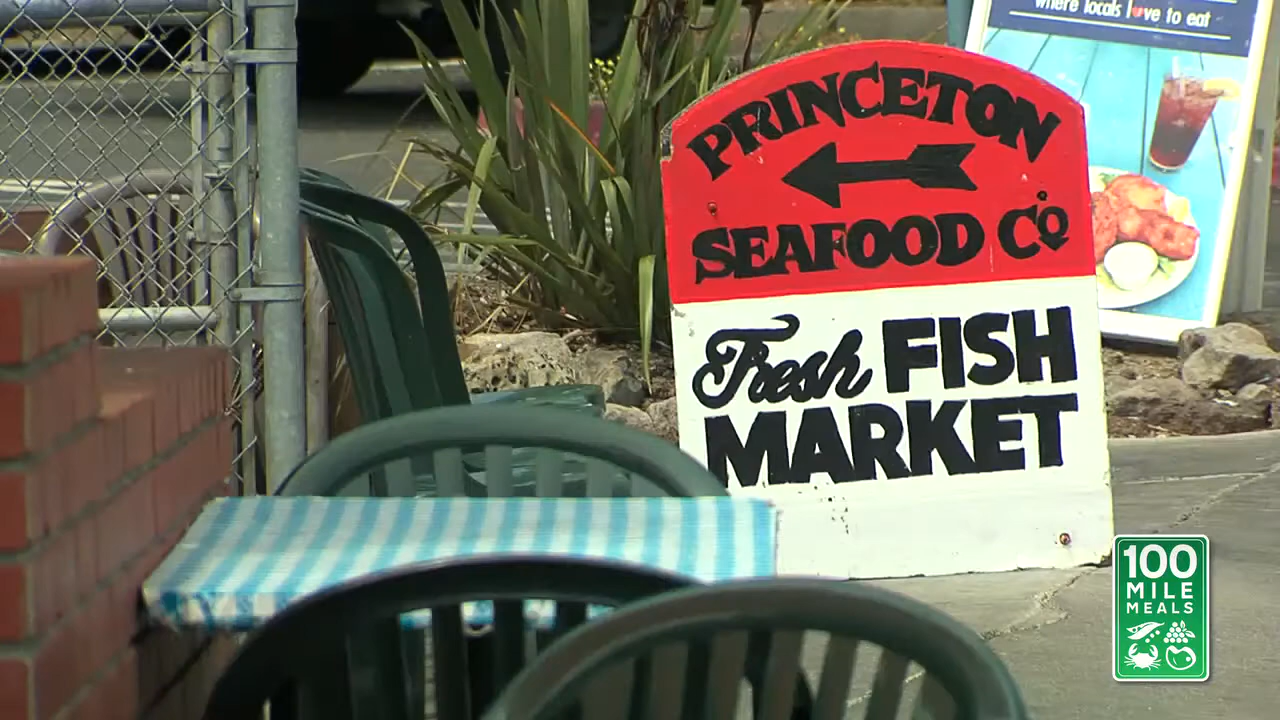 where locals love to eat
PRINCETON
SEAFOOD Co
Fresh FISH
MARKET
100
MILE
MEALS